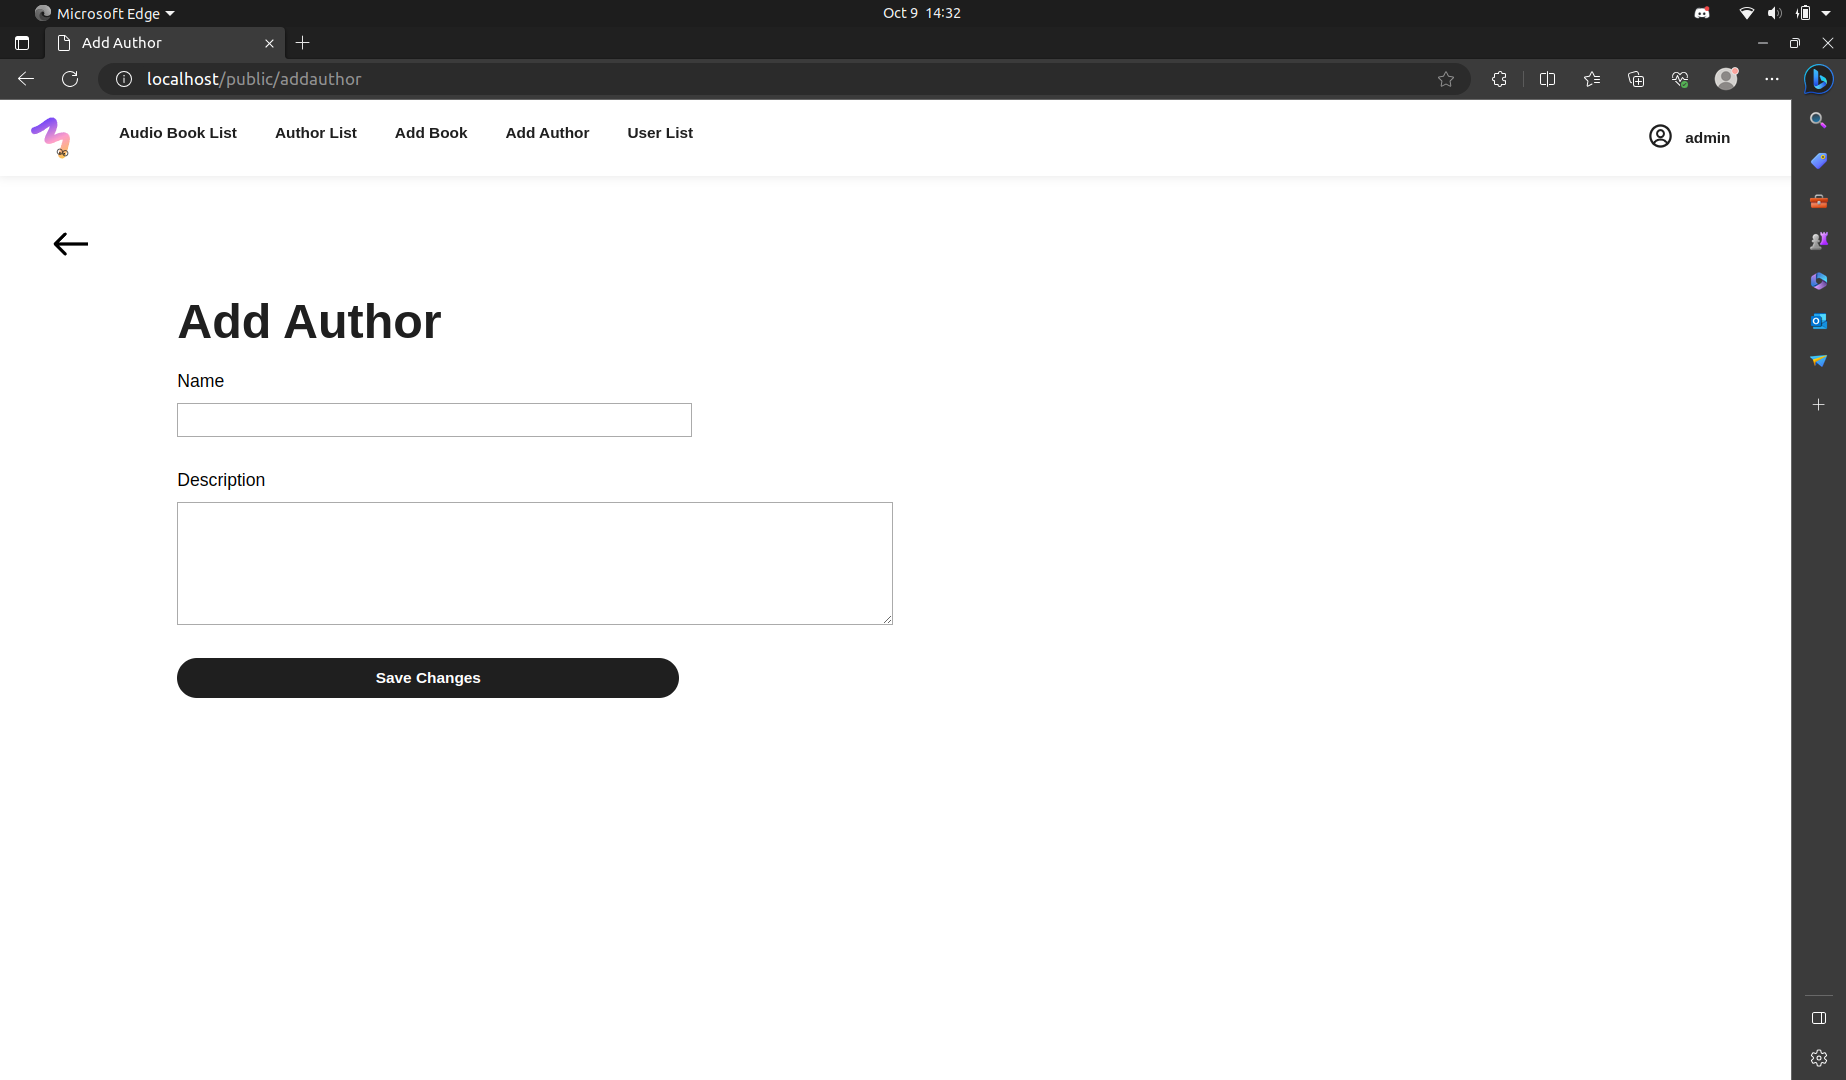 Microsoft Edge
Oct 9 14:32
Add Author
localhost/public/addauthor
Audio Book List
Author List
Add Book
Add Author
User List
admin
Add Author
Name
Description
Save Changes